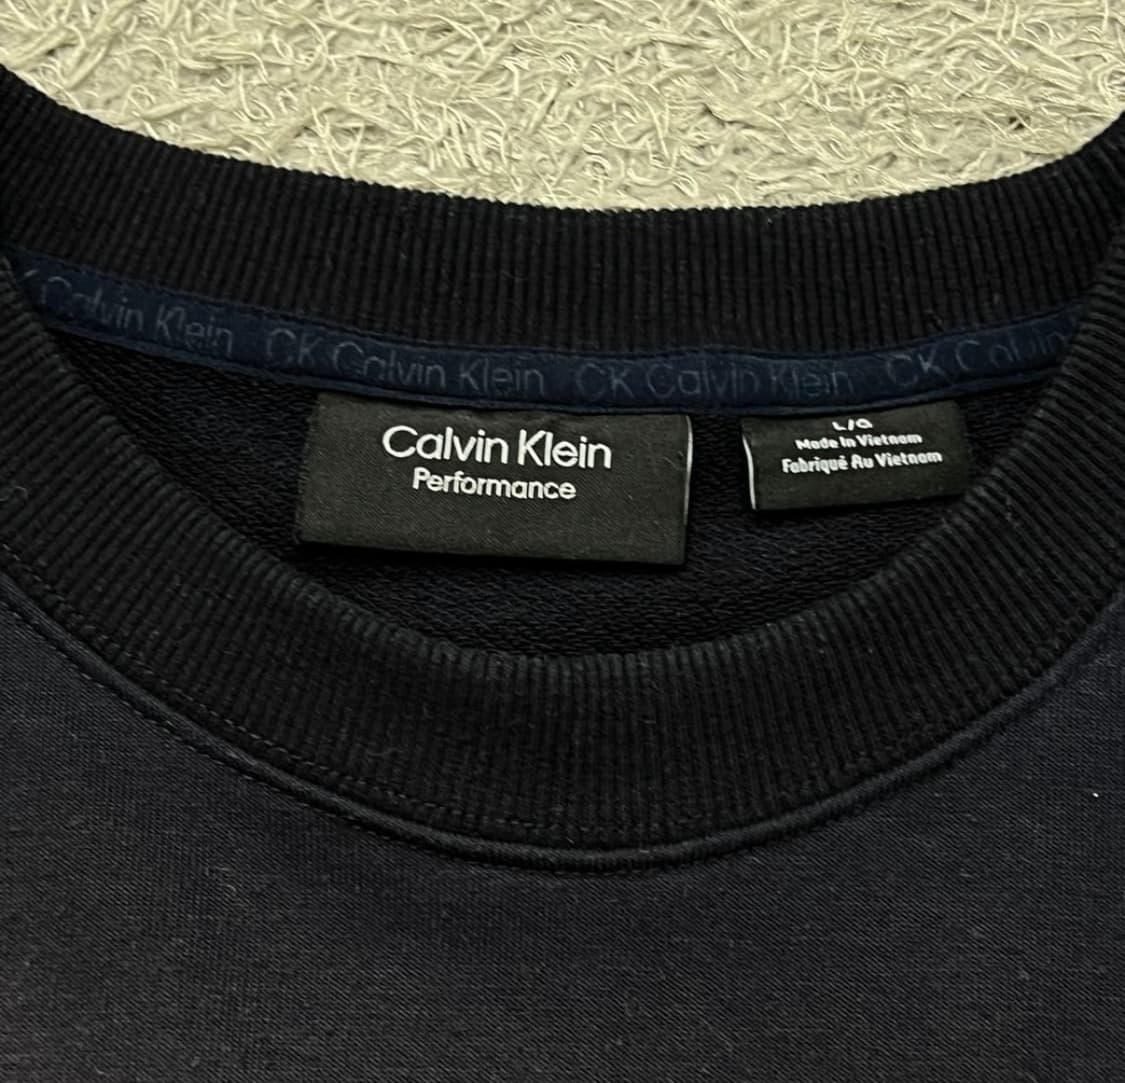 Calvin Klein CK Calvin Klein CK Calvin Klein CK Calvin
Calvin Klein
Performance
L/G
Made In Vietnam
Fabriqué Au Vietnam